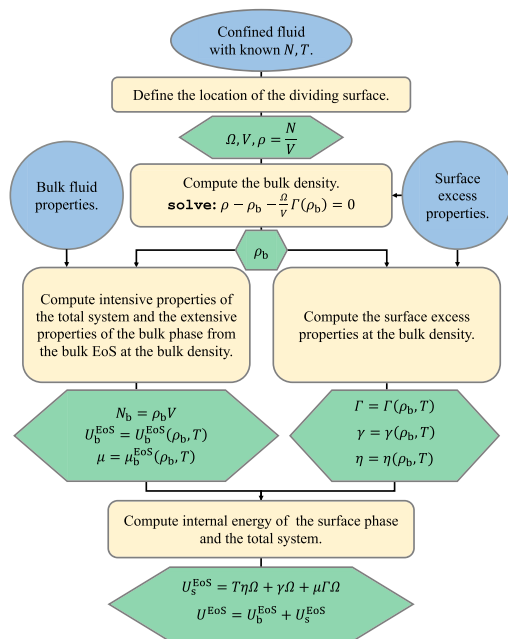 Confined fluid
with known N, T.
Define the location of the dividing surface.
Ω, V, ρ = N/V
Bulk fluid
properties.
Compute the bulk density.
solve: ρ − ρ_b − Ω/V Γ(ρ_b) = 0
Surface
excess
properties.
ρ_b
Compute intensive properties of
the total system and the extensive
properties of the bulk phase from
the bulk EoS at the bulk density.
Compute the surface excess
properties at the bulk density.
N_b = ρ_b V
U_b^EoS = U_b^EoS(ρ_b, T)
μ = μ_b^EoS(ρ_b, T)
Γ = Γ(ρ_b, T)
γ = γ(ρ_b, T)
η = η(ρ_b, T)
Compute internal energy of the surface phase
and the total system.
U_s^EoS = TηΩ + γΩ + μΓΩ
U^EoS = U_b^EoS + U_s^EoS